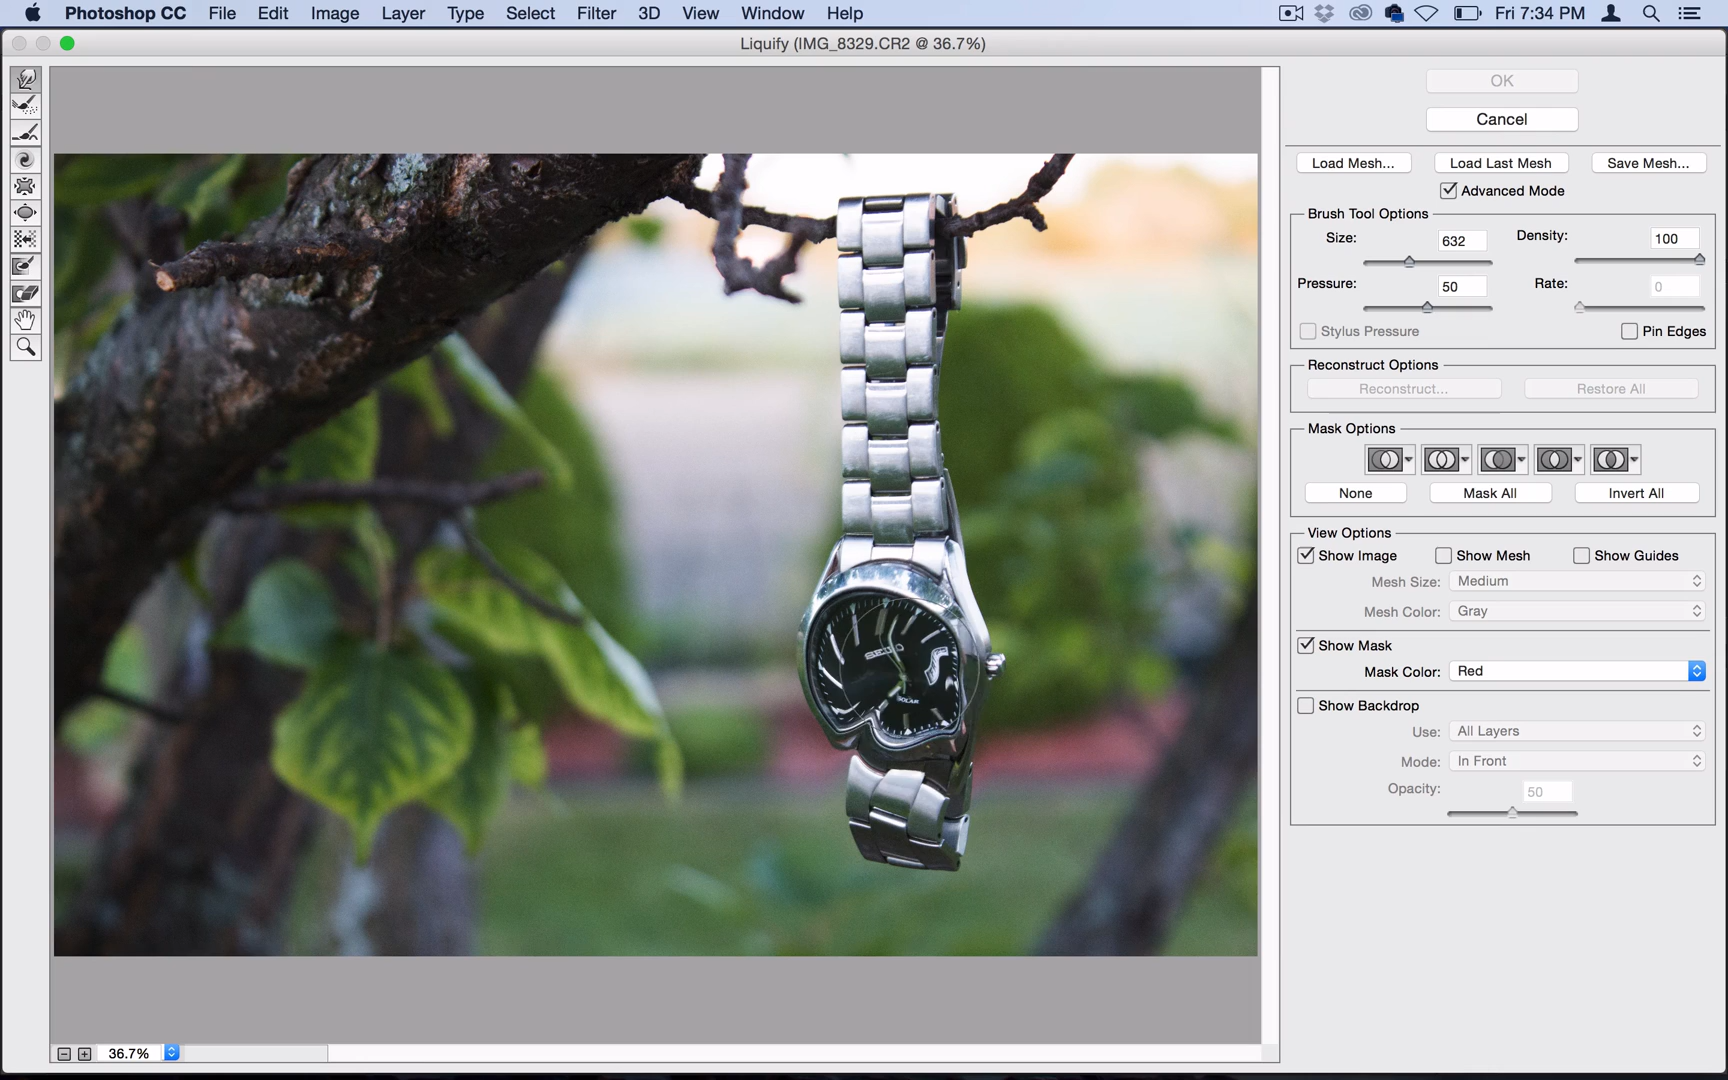 Photoshop CC File Edit Image Layer Type Select Filter 3D View Window Help Fri 7:34 PM
Liquify (IMG_8329.CR2 @ 36.7%)
OK
Cancel
Load Mesh... Load Last Mesh Save Mesh...
Advanced Mode
Brush Tool Options
Size: 632 Density: 100
Pressure: 50 Rate: 0
Stylus Pressure Pin Edges
Reconstruct Options
Reconstruct... Restore All
Mask Options
None Mask All Invert All
View Options
Show Image Show Mesh Show Guides
Mesh Size: Medium
Mesh Color: Gray
Show Mask
Mask Color: Red
Show Backdrop
Use: All Layers
Mode: In Front
Opacity: 50
SEIKO
SOLAR
36.7%